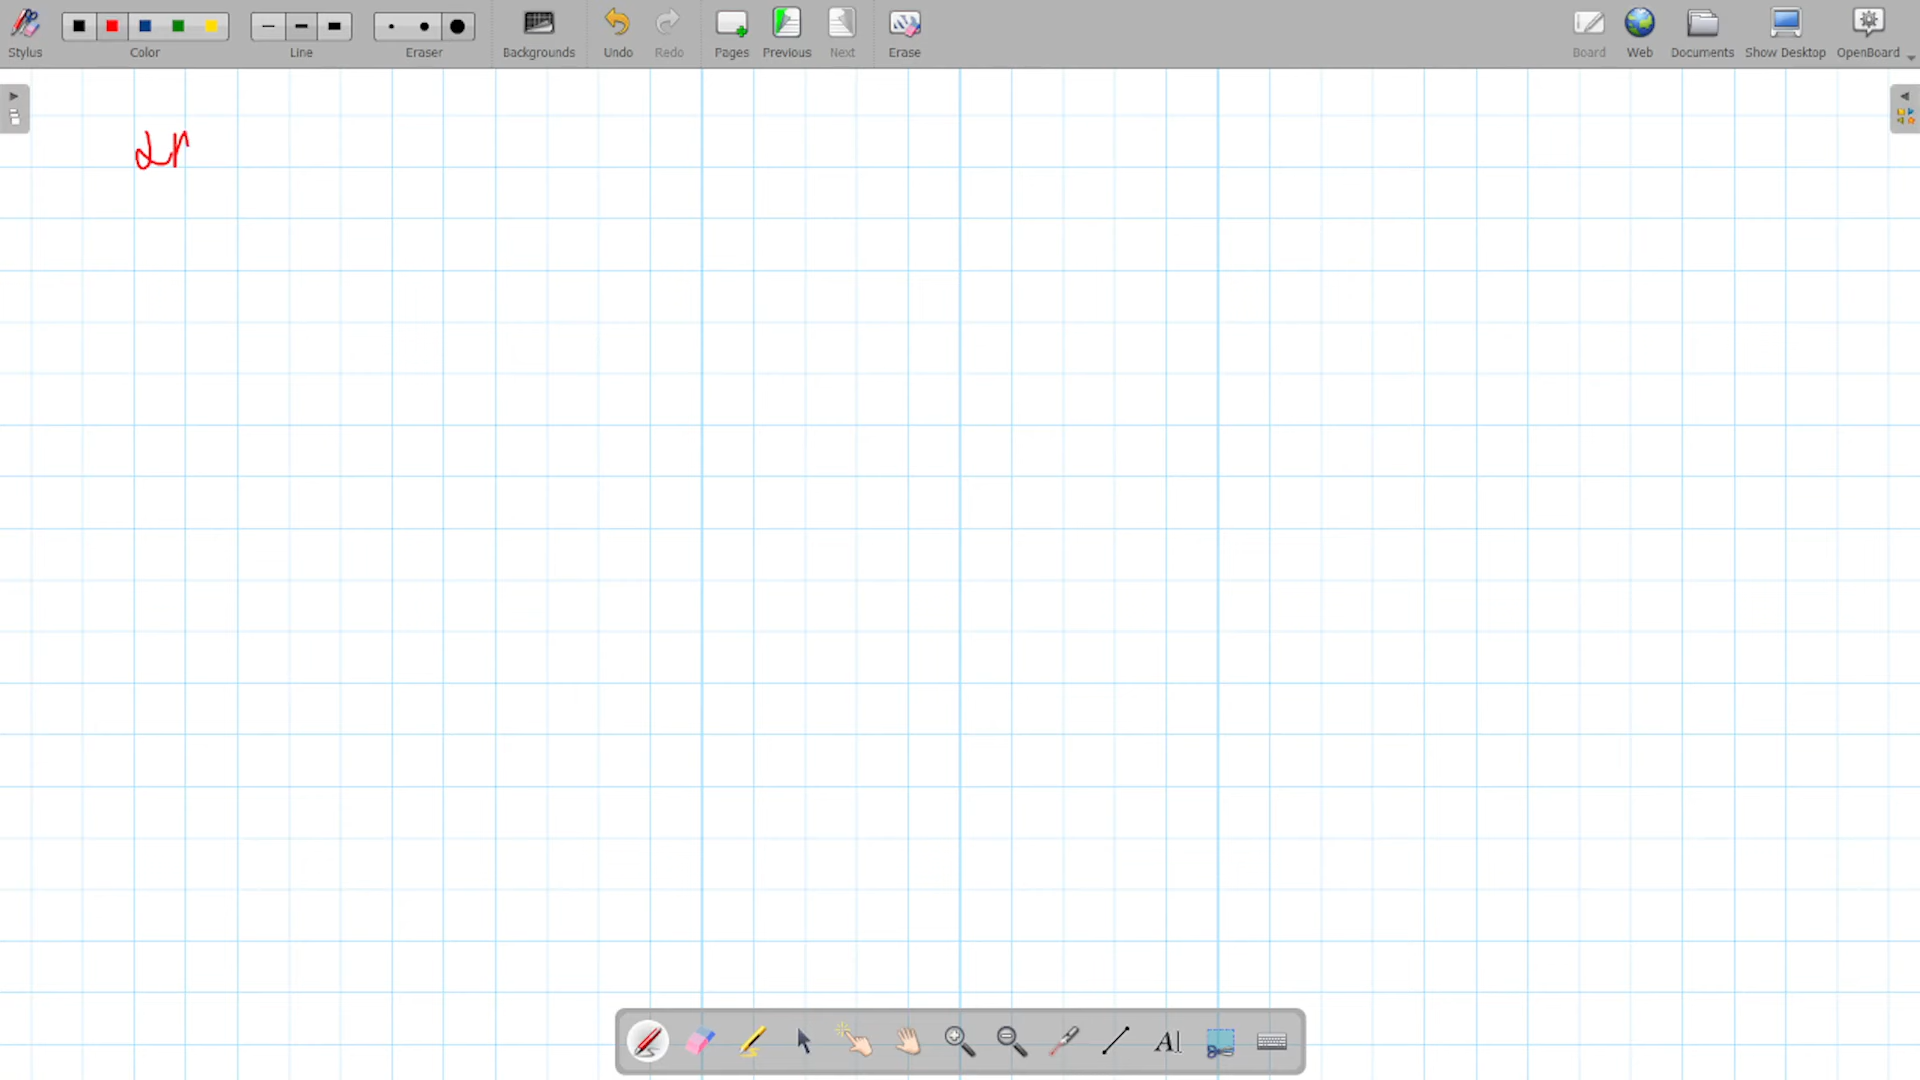 Stylus
Color
Line
Eraser
Backgrounds
Undo
Redo
Pages
Previous
Next
Erase
Board
Web
Documents
Show Desktop
OpenBoard